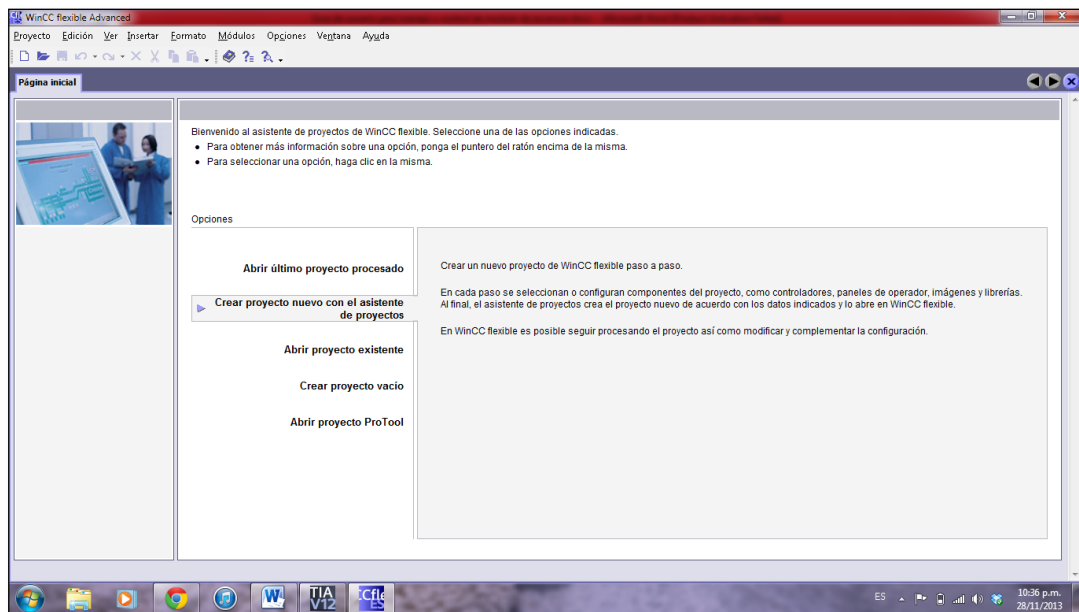 WinCC flexible Advanced
Proyecto Edición Ver Insertar Formato Módulos Opciones Ventana Ayuda
Página inicial
Bienvenido al asistente de proyectos de WinCC flexible. Seleccione una de las opciones indicadas.
• Para obtener más información sobre una opción, ponga el puntero del ratón encima de la misma.
• Para seleccionar una opción, haga clic en la misma.
Opciones
Abrir último proyecto procesado
Crear proyecto nuevo con el asistente
de proyectos
Abrir proyecto existente
Crear proyecto vacio
Abrir proyecto ProTool
Crear un nuevo proyecto de WinCC flexible paso a paso.
En cada paso se seleccionan o configuran componentes del proyecto, como controladores, paneles de operador, imágenes y librerías.
Al final, el asistente de proyectos crea el proyecto nuevo de acuerdo con los datos indicados y lo abre en WinCC flexible.
En WinCC flexible es posible seguir procesando el proyecto así como modificar y complementar la configuración.
W
TIA
V12
CCfle
ES
ES
10:36 p.m.
28/11/2013